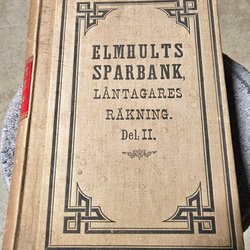 ELMHULTS
SPARBANK,
LÅNTAGARES
RÄKNING.
Del. II.